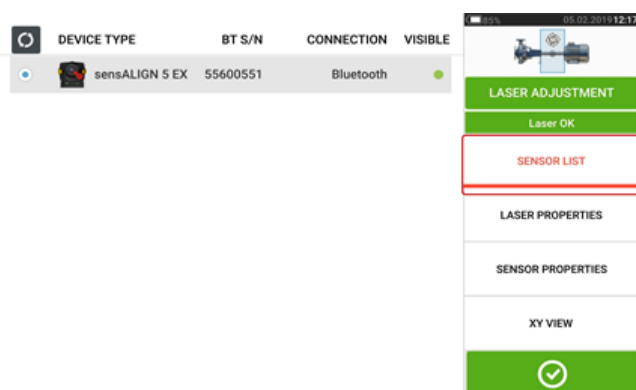 85% 05.02.2019 12:17
DEVICE TYPE BT S/N CONNECTION VISIBLE
sensALIGN 5 EX 55600551 Bluetooth
LASER ADJUSTMENT
Laser OK
SENSOR LIST
LASER PROPERTIES
SENSOR PROPERTIES
XY VIEW